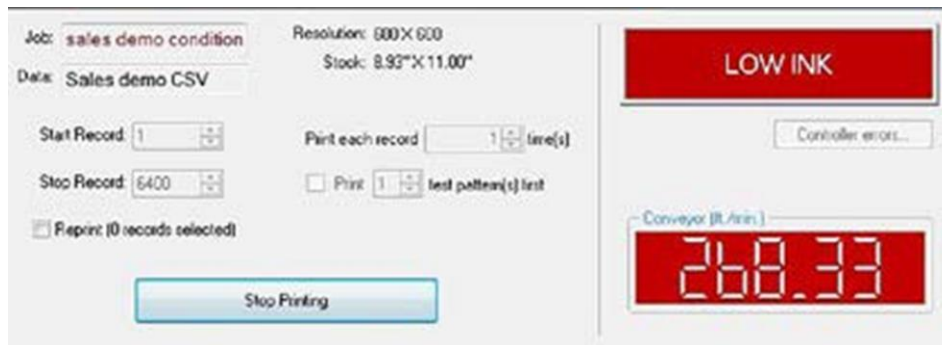 Job: sales demo condition
Data: Sales demo CSV
Resolution: 600 X 600
Stock: 8.93" X 11.00"
Start Record: 1
Stop Record: 6400
Reprint (0 records selected)
Print each record 1 time(s)
Print 1 test pattern(s) first
Stop Printing
LOW INK
Controller errors...
Conveyor (ft./min.)
268.33